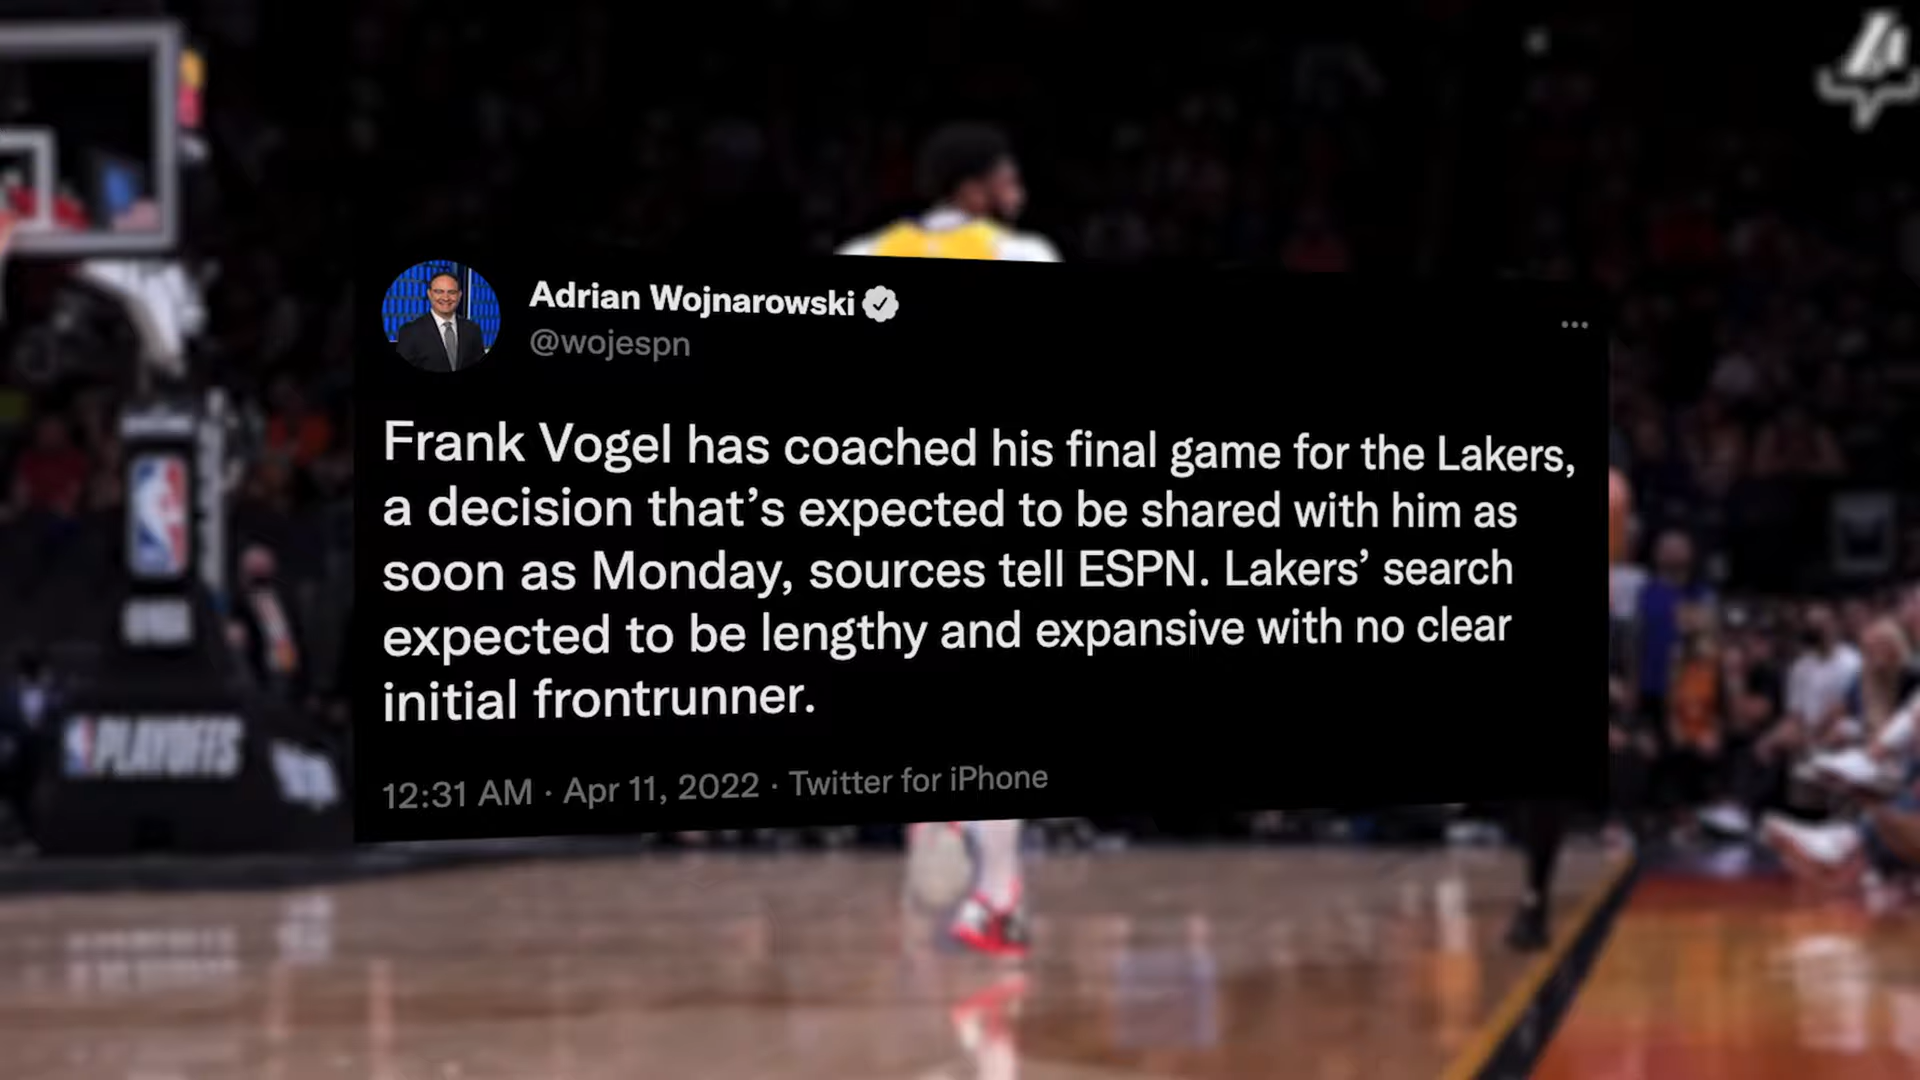 Adrian Wojnarowski
@wojespn
Frank Vogel has coached his final game for the Lakers,
a decision that’s expected to be shared with him as
soon as Monday, sources tell ESPN. Lakers’ search
expected to be lengthy and expansive with no clear
initial frontrunner.
12:31 AM · Apr 11, 2022 · Twitter for iPhone
PLAYOFFS